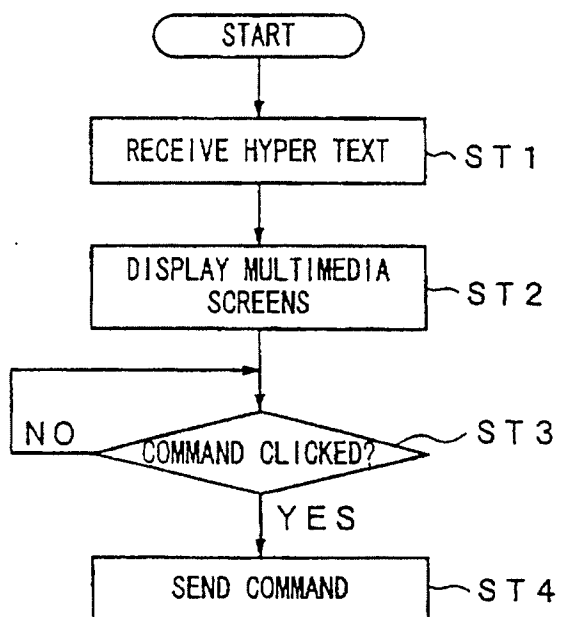 START
RECEIVE HYPER TEXT
ST1
DISPLAY MULTIMEDIA
SCREENS
ST2
COMMAND CLICKED?
ST3
NO
YES
SEND COMMAND
ST4